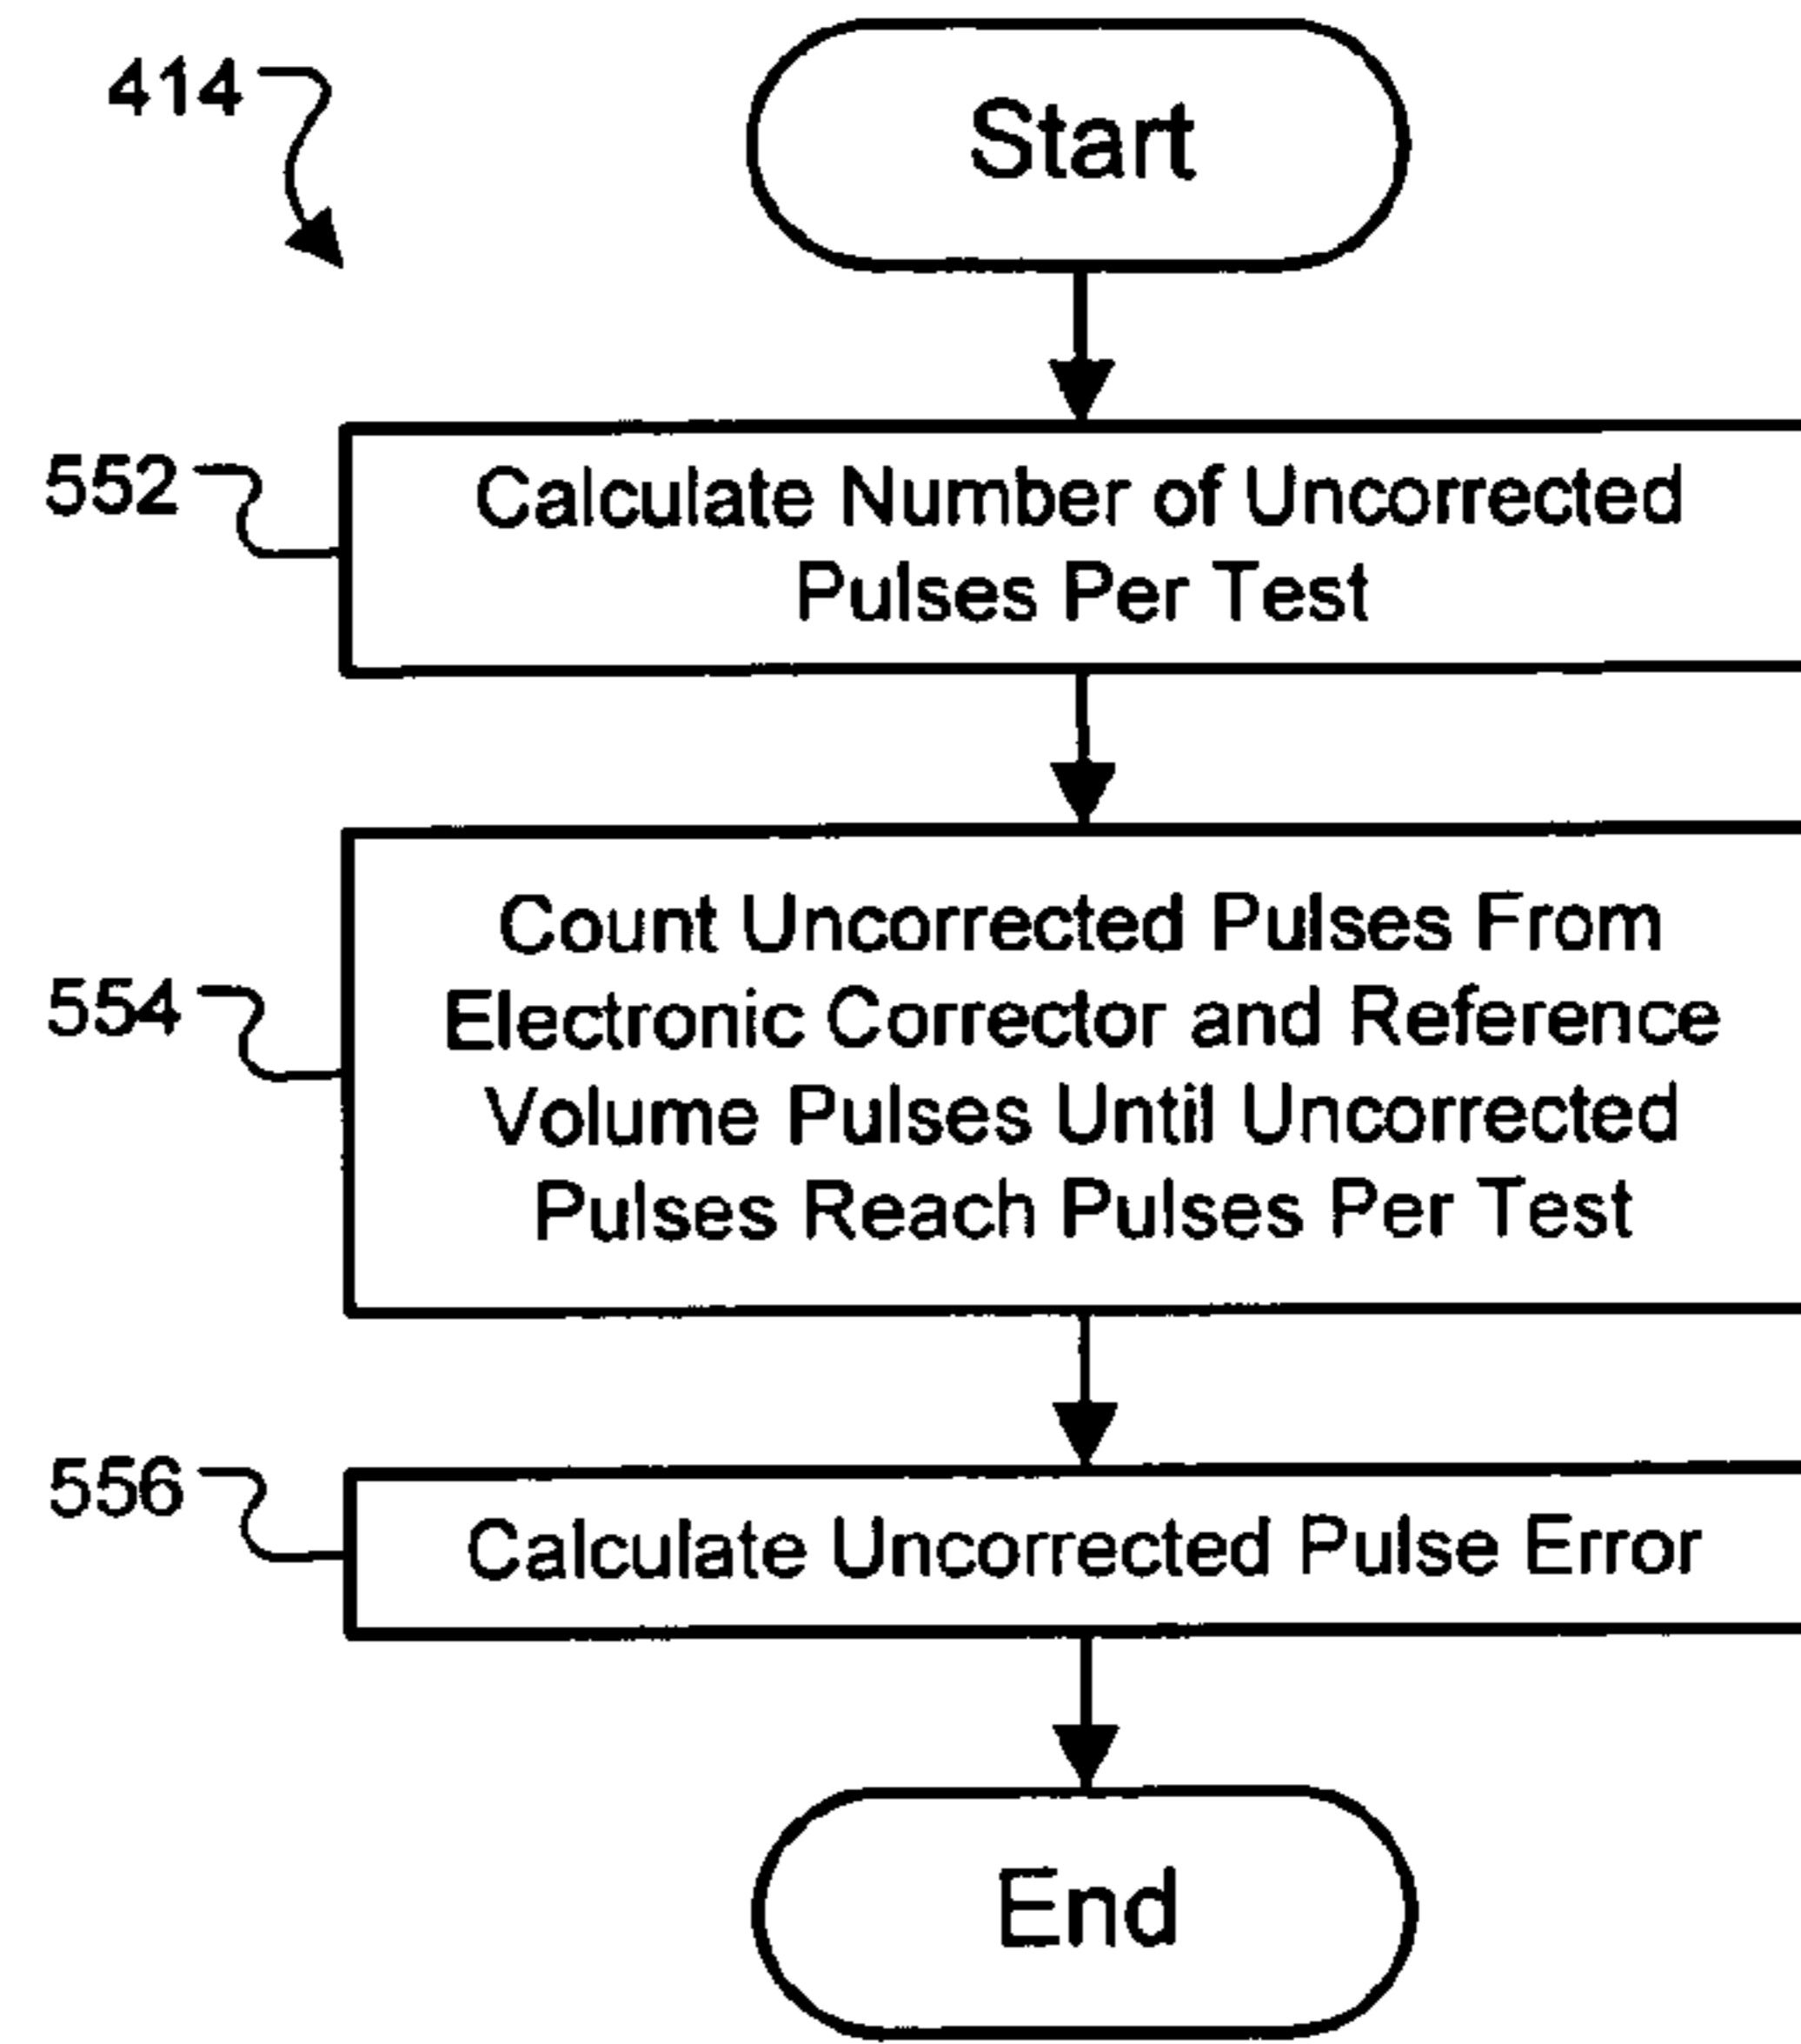 414
Start
552
Calculate Number of Uncorrected
Pulses Per Test
554
Count Uncorrected Pulses From
Electronic Corrector and Reference
Volume Pulses Until Uncorrected
Pulses Reach Pulses Per Test
556
Calculate Uncorrected Pulse Error
End